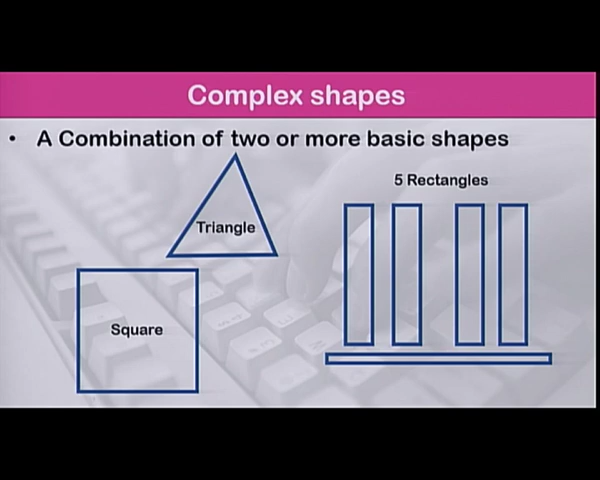 Complex shapes
• A Combination of two or more basic shapes
5 Rectangles
Triangle
Square